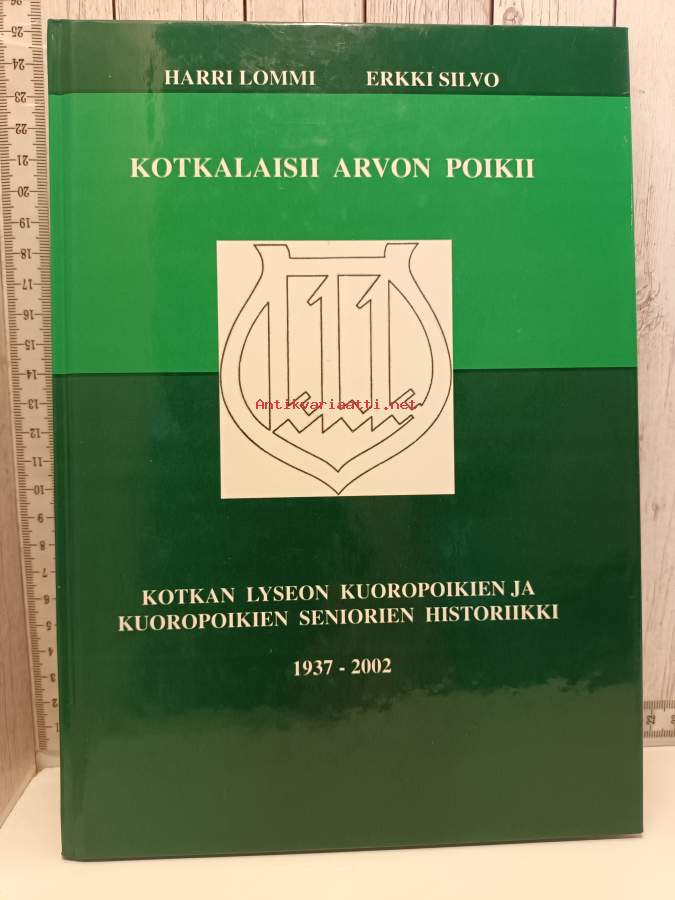 HARRI LOMMI ERKKI SILVO
KOTKALAISII ARVON POIKII
Antikvariaatti.net
KOTKAN LYSEON KUOROPOIKIEN JA
KUOROPOIKIEN SENIORIEN HISTORIIKKI
1937 - 2002